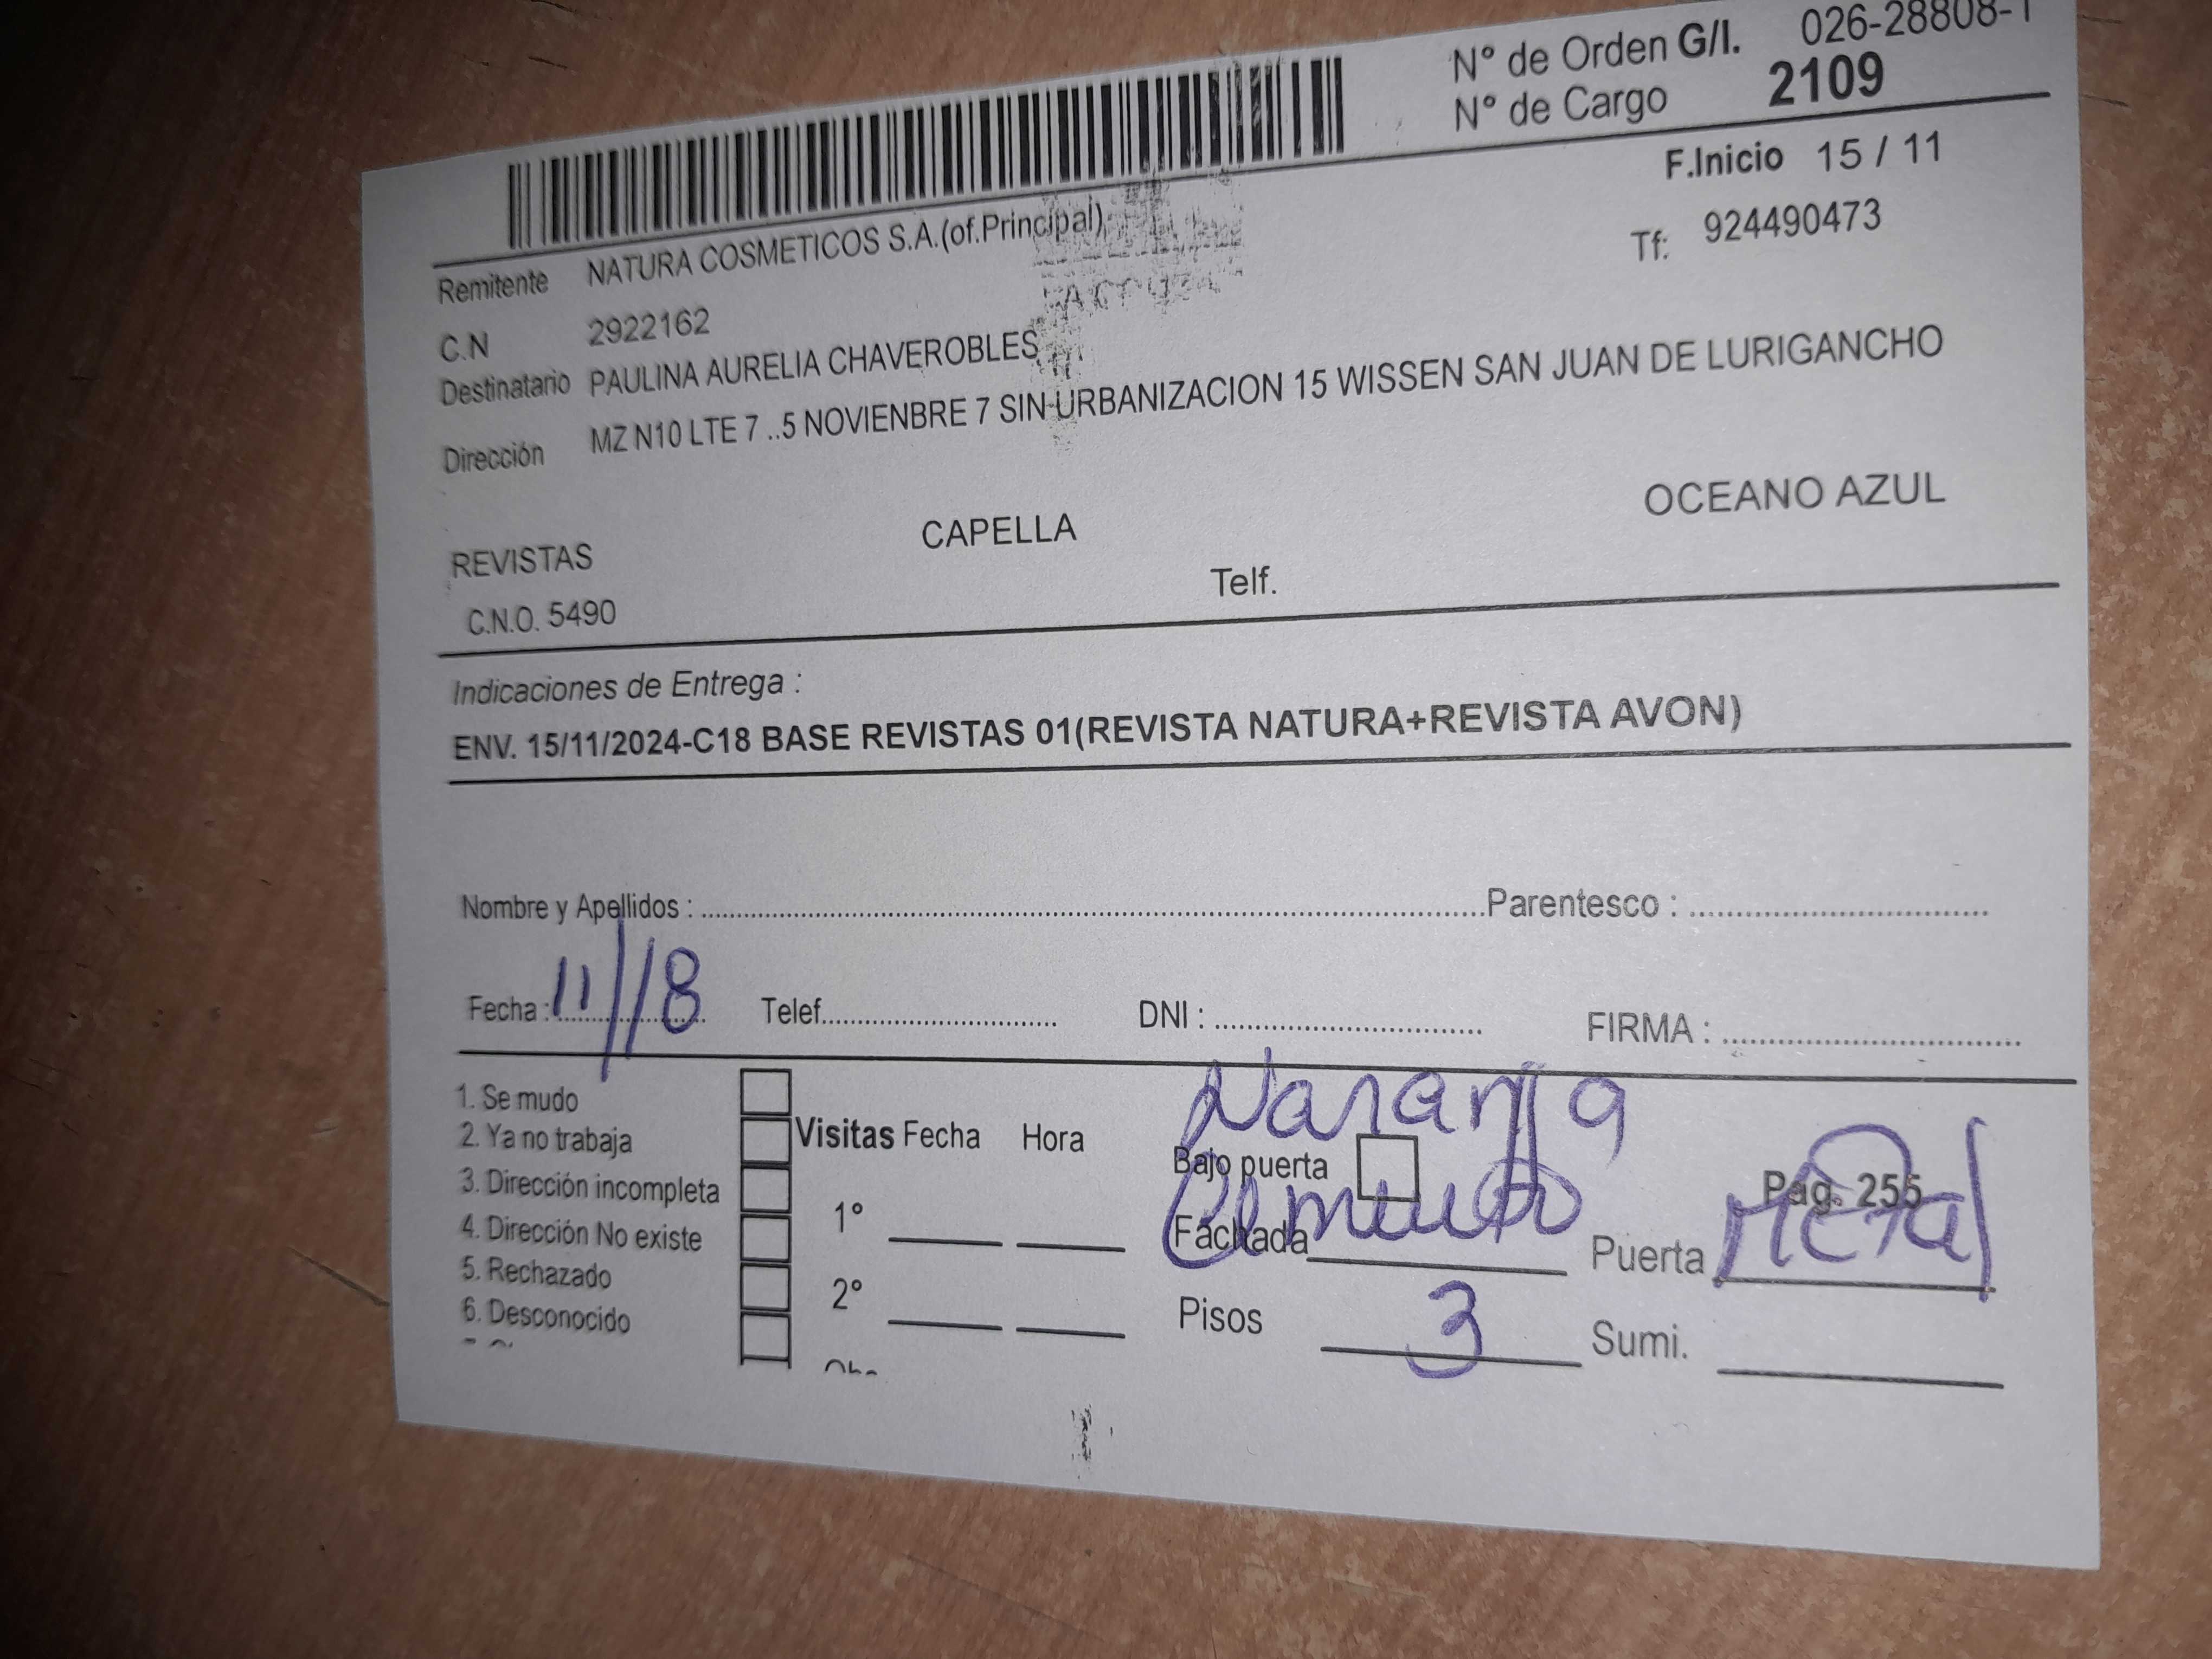 N° de Orden G/I. 026-28808-1
N° de Cargo 2109
F.Inicio 15 / 11
Remitente NATURA COSMETICOS S.A.(of.Principal)
Tf: 924490473
C.N 2922162
Destinatario PAULINA AURELIA CHAVEROBLES
Dirección MZ N10 LTE 7 ..5 NOVIENBRE 7 SIN URBANIZACION 15 WISSEN SAN JUAN DE LURIGANCHO
REVISTAS CAPELLA OCEANO AZUL
C.N.O. 5490 Telf.
Indicaciones de Entrega :
ENV. 15/11/2024-C18 BASE REVISTAS 01(REVISTA NATURA+REVISTA AVON)
Nombre y Apellidos : Parentesco :
Fecha : 11//18 Telef. DNI : FIRMA :
1. Se mudo
2. Ya no trabaja
3. Dirección incompleta
4. Dirección No existe
5. Rechazado
6. Desconocido
Visitas Fecha Hora
1°
2°
Naranja
Bajo puerta
Pag. 255
Fachada Puerta Metal
Pisos 3 Sumi.